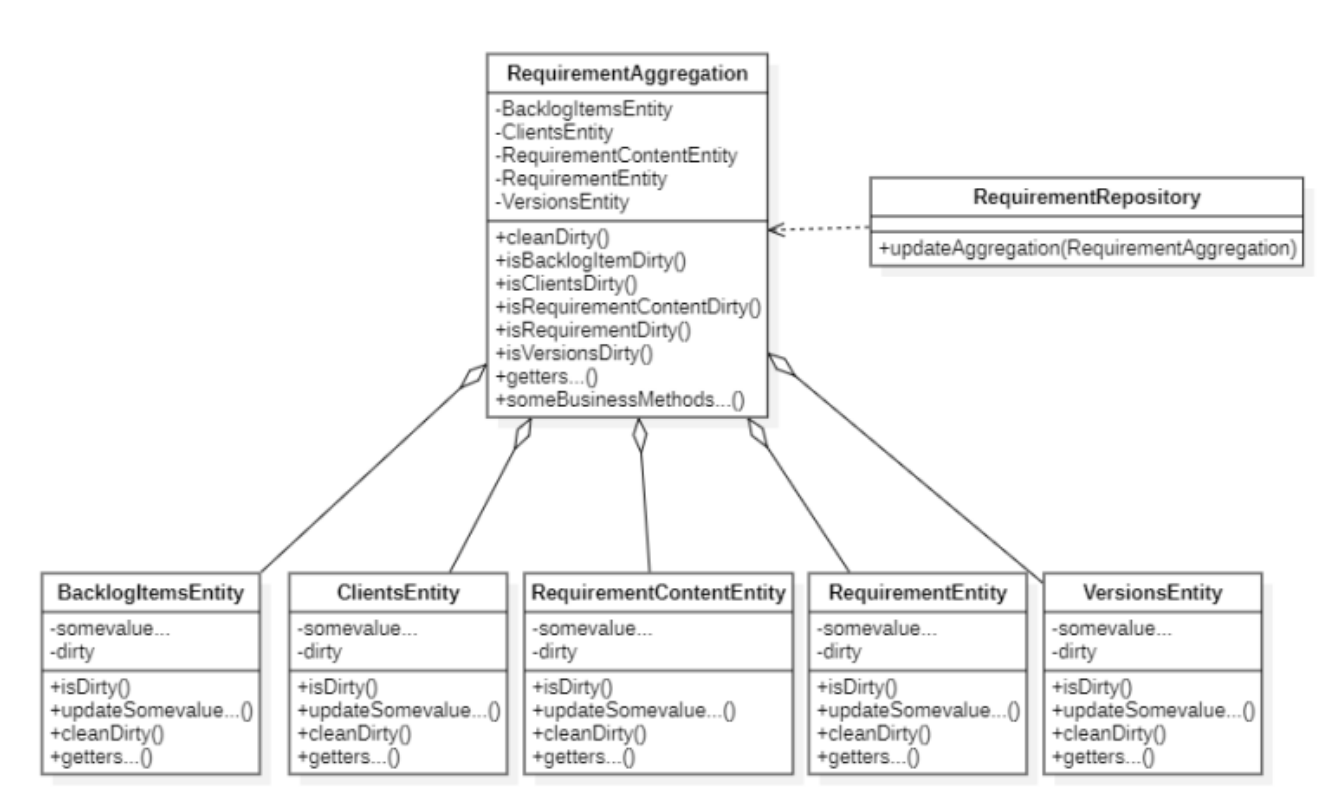 RequirementAggregation
-BacklogItemsEntity
-ClientsEntity
-RequirementContentEntity
-RequirementEntity
-VersionsEntity
+cleanDirty()
+isBacklogItemDirty()
+isClientsDirty()
+isRequirementContentDirty()
+isRequirementDirty()
+isVersionsDirty()
+getters...()
+someBusinessMethods...()
RequirementRepository
+updateAggregation(RequirementAggregation)
BacklogItemsEntity
-somevalue...
-dirty
+isDirty()
+updateSomevalue...()
+cleanDirty()
+getters...()
ClientsEntity
-somevalue...
-dirty
+isDirty()
+updateSomevalue...()
+cleanDirty()
+getters...()
RequirementContentEntity
-somevalue...
-dirty
+isDirty()
+updateSomevalue...()
+cleanDirty()
+getters...()
RequirementEntity
-somevalue...
-dirty
+isDirty()
+updateSomevalue...()
+cleanDirty()
+getters...()
VersionsEntity
-somevalue...
-dirty
+isDirty()
+updateSomevalue...()
+cleanDirty()
+getters...()